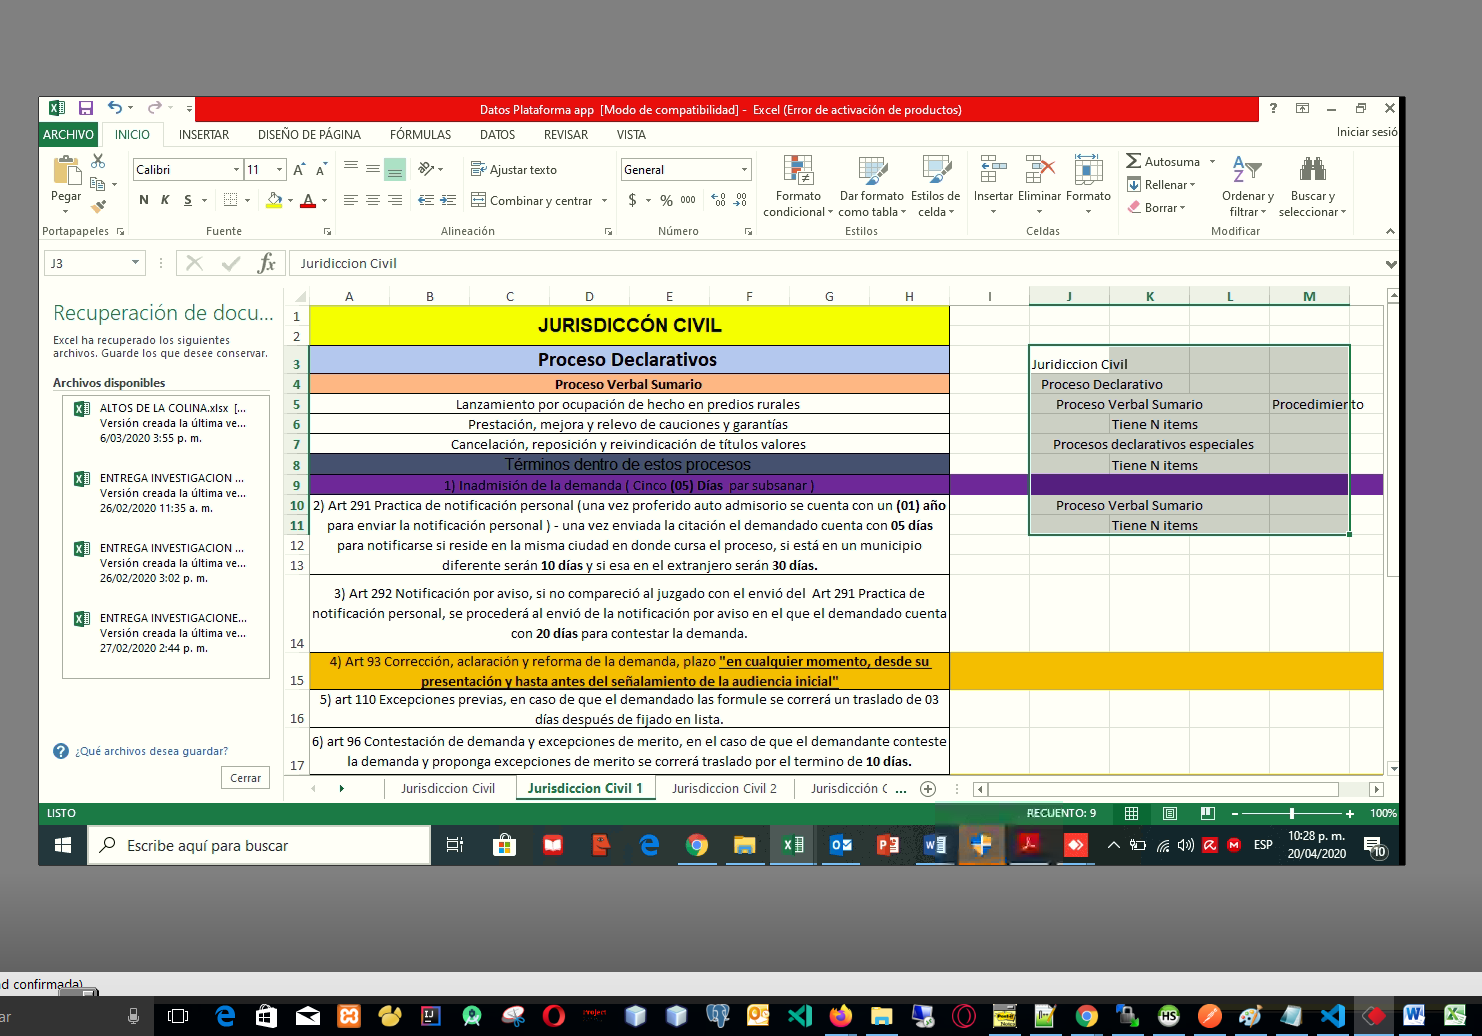 Datos Plataforma app  [Modo de compatibilidad] -  Excel (Error de activación de productos)
?
ARCHIVO
INICIO
INSERTAR
DISEÑO DE PÁGINA
FÓRMULAS
DATOS
REVISAR
VISTA
Iniciar sesió
Pegar
Calibri
11
N K S
Ajustar texto
Combinar y centrar
General
$ % 000
Formato
condicional
Dar formato
como tabla
Estilos de
celda
Insertar
Eliminar
Formato
Autosuma
Rellenar
Borrar
Ordenar y
filtrar
Buscar y
seleccionar
Portapapeles
Fuente
Alineación
Número
Estilos
Celdas
Modificar
J3
fx
Juridiccion Civil
Recuperación de docu...
Excel ha recuperado los siguientes
archivos. Guarde los que desee conservar.
Archivos disponibles
ALTOS DE LA COLINA.xlsx  [...
Versión creada la última ve...
6/03/2020 3:55 p. m.
ENTREGA INVESTIGACION ...
Versión creada la última ve...
26/02/2020 11:35 a. m.
ENTREGA INVESTIGACION ...
Versión creada la última ve...
26/02/2020 3:02 p. m.
ENTREGA INVESTIGACIONE...
Versión creada la última ve...
27/02/2020 2:44 p. m.
¿Qué archivos desea guardar?
Cerrar
A B C D E F G H I J K L M
1
2
JURISDICCÓN CIVIL
3
Proceso Declarativos
Juridiccion Civil
4
Proceso Verbal Sumario
Proceso Declarativo
5
Lanzamiento por ocupación de hecho en predios rurales
Proceso Verbal Sumario
Procedimiento
6
Prestación, mejora y relevo de cauciones y garantías
Tiene N items
7
Cancelación, reposición y reivindicación de títulos valores
Procesos declarativos especiales
8
Términos dentro de estos procesos
Tiene N items
9
1) Inadmisión de la demanda ( Cinco (05) Días  par subsanar )
10
2) Art 291 Practica de notificación personal (una vez proferido auto admisorio se cuenta con un (01) año
Proceso Verbal Sumario
11
para enviar la notificación personal ) - una vez enviada la citación el demandado cuenta con 05 días
Tiene N items
12
para notificarse si reside en la misma ciudad en donde cursa el proceso, si está en un municipio
13
diferente serán 10 días y si esa en el extranjero serán 30 días.
3) Art 292 Notificación por aviso, si no compareció al juzgado con el envió del  Art 291 Practica de
notificación personal, se procederá al envió de la notificación por aviso en el que el demandado cuenta
con 20 días para contestar la demanda.
14
4) Art 93 Corrección, aclaración y reforma de la demanda, plazo "en cualquier momento, desde su
presentación y hasta antes del señalamiento de la audiencia inicial"
15
5) art 110 Excepciones previas, en caso de que el demandado las formule se correrá un traslado de 03
días después de fijado en lista.
16
6) art 96 Contestación de demanda y excepciones de merito, en el caso de que el demandante conteste
la demanda y proponga excepciones de merito se correrá traslado por el termino de 10 días.
17
Jurisdiccion Civil
Jurisdiccion Civil 1
Jurisdiccion Civil 2
Jurisdicción C ...
LISTO
RECUENTO: 9
100%
Escribe aquí para buscar
ESP
10:28 p. m.
20/04/2020
10
d confirmada)
ar